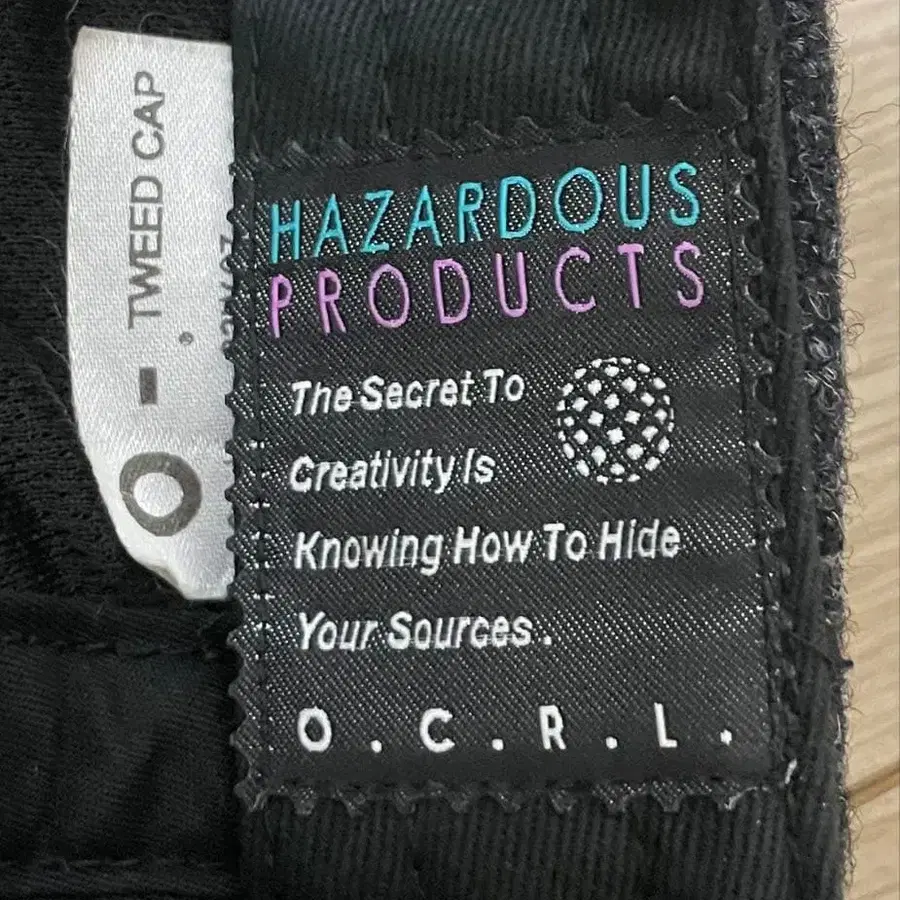 TWEED CAP
HAZARDOUS
PRODUCTS
The Secret To
Creativity Is
Knowing How To Hide
Your Sources.
O.C.R.L.